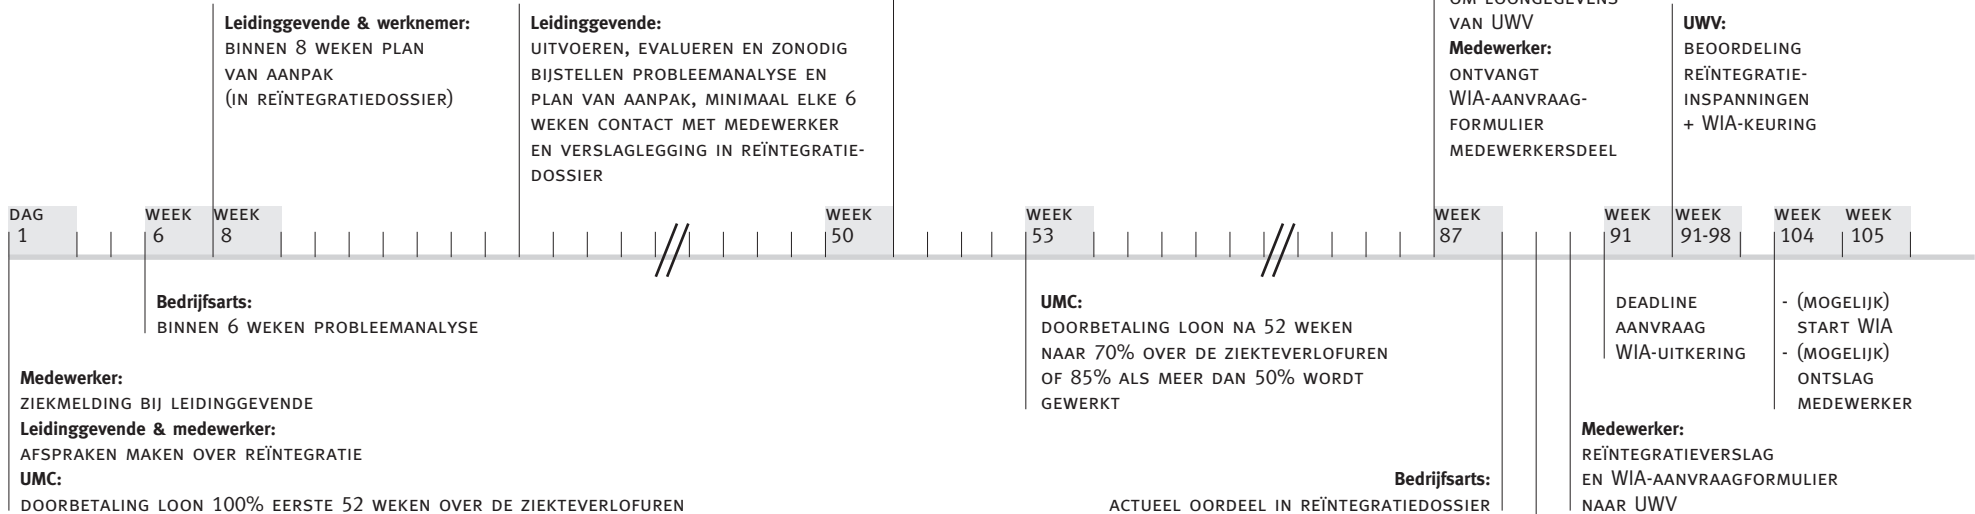 OM LOONGEGEVENS
VAN UWV
Medewerker:
ONTVANGT
WIA-AANVRAAG-
FORMULIER
MEDEWERKERSDEEL
Leidinggevende & werknemer:
BINNEN 8 WEKEN PLAN
VAN AANPAK
(IN REÏNTEGRATIEDOSSIER)
Leidinggevende:
UITVOEREN, EVALUEREN EN ZONODIG
BIJSTELLEN PROBLEEMANALYSE EN
PLAN VAN AANPAK, MINIMAAL ELKE 6
WEKEN CONTACT MET MEDEWERKER
EN VERSLAGLEGGING IN REÏNTEGRATIE-
DOSSIER
UWV:
BEOORDELING
REÏNTEGRATIE-
INSPANNINGEN
+ WIA-KEURING
DAG
1
WEEK
6
WEEK
8
WEEK
50
WEEK
53
WEEK
87
WEEK
91
WEEK
91-98
WEEK
104
WEEK
105
Bedrijfsarts:
BINNEN 6 WEKEN PROBLEEMANALYSE
Medewerker:
ZIEKMELDING BIJ LEIDINGGEVENDE
Leidinggevende & medewerker:
AFSPRAKEN MAKEN OVER REÏNTEGRATIE
UMC:
DOORBETALING LOON 100% EERSTE 52 WEKEN OVER DE ZIEKTEVERLOFUREN
UMC:
DOORBETALING LOON NA 52 WEKEN
NAAR 70% OVER DE ZIEKTEVERLOFUREN
OF 85% ALS MEER DAN 50% WORDT
GEWERKT
Bedrijfsarts:
ACTUEEL OORDEEL IN REÏNTEGRATIEDOSSIER
DEADLINE
AANVRAAG
WIA-UITKERING
- (MOGELIJK)
START WIA
- (MOGELIJK)
ONTSLAG
MEDEWERKER
Medewerker:
REÏNTEGRATIEVERSLAG
EN WIA-AANVRAAGFORMULIER
NAAR UWV